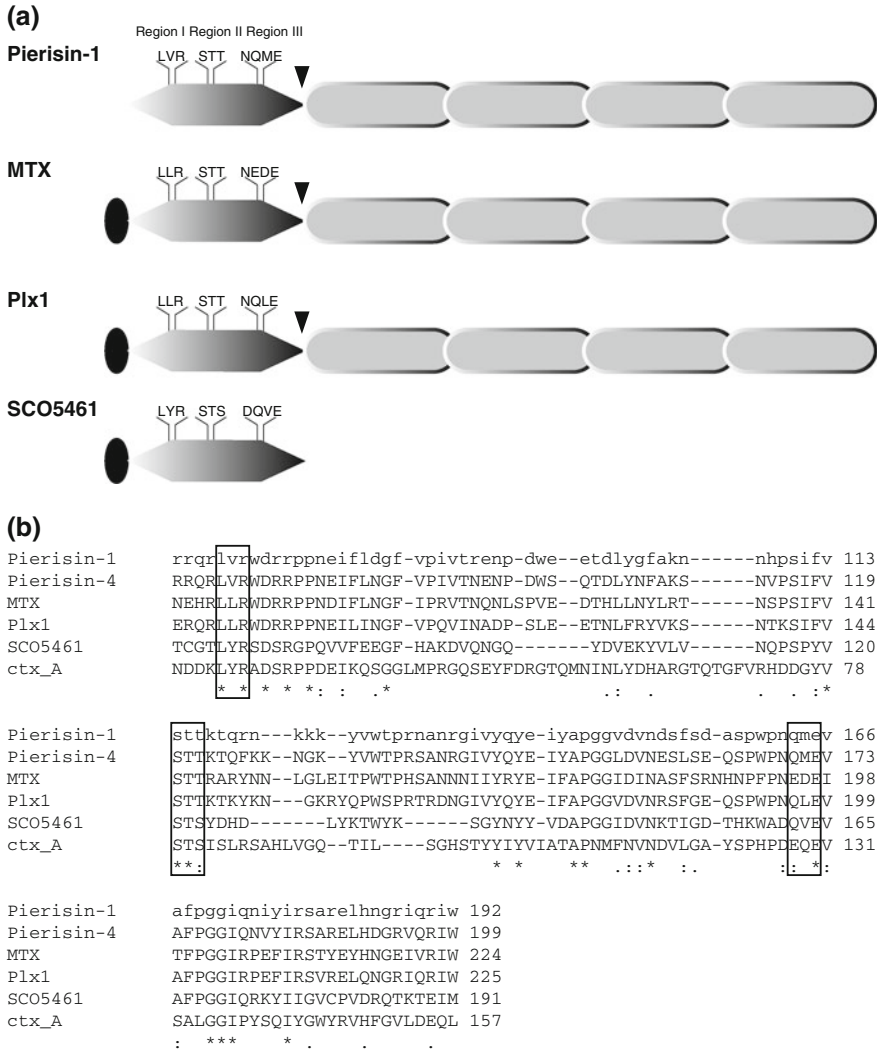 (a)
Region I Region II Region III
Pierisin-1
LVR STT NQME
MTX
LLR STT NEDE
Plx1
LLR STT NQLE
SCO5461
LYR STS DQVE
(b)
Pierisin-1 rrqrlvrwdrrppneifldgf-vpivtrenp-dwe--etdlygfakn------nhpsifv 113
Pierisin-4 RRQRLVRWDRRPPNEIFLNGF-VPIVTNENP-DWS--QTDLYNFAKS------NVPSIFV 119
MTX NEHRLLRWDRRPPNDIFLNGF-IPRVTNQNLSPVE--DTHLLNYLRT------NSPSIFV 141
Plx1 ERQRLLRWDRRPPNEILINGF-VPQVINADP-SLE--ETNLFRYVKS------NTKSIFV 144
SCO5461 TCGTLYRSDSRGPQVVFEEGF-HAKDVQNGQ------YDVEKYVLV------NQPSPYV 120
ctx_A NDDKLYRADSRPPDEIKQSGGLMPRGQSEYFDRGTQMNINLYDHARGTQTGFVRHDDGYV 78
* * * * *: : .* .: . . . :*
Pierisin-1 sttktqrn---kkk--yvwtprnanrgivyqye-iyapggvdvndsfsd-aspwpnqmev 166
Pierisin-4 STTKTQFKK--NGK-YVWTPRSANRGIVYQYE-IYAPGGLDVNESLSE-QSPWPNQMEV 173
MTX STTRARYNN--LGLEITPWTPHSANNNIIYRYE-IFAPGGIDINASFSRNHNPFPNEDEI 198
Plx1 STTKTKYKN---GKRYQPWSPRTRDNGIVYQYE-IFAPGGVDVNRSFGE-QSPWPNQLEV 199
SCO5461 STSYDHD-------LYKTWYK-----SGYNYY-VDAPGGIDVNKTIGD-THKWADQVEV 165
ctx_A STSISLRSAHLVGQ--TIL----SGHSTYYIYVIATAPNMFNVNDVLGA-YSPHPDEQEV 131
**: * * ** .::* :. :: *:
Pierisin-1 afpggiqniyirsarelhngriqriw 192
Pierisin-4 AFPGGIQNVYIRSARELHDGRVQRIW 199
MTX TFPGGIRPEFIRSTYEYHNGEIVRIW 224
Plx1 AFPGGIRPEFIRSVRELQNGRIQRIW 225
SCO5461 AFPGGIQRKYIIGVCPVDRQTKTEIM 191
ctx_A SALGGIPYSQIYGWYRVHFGVLDEQL 157
: *** * . . .